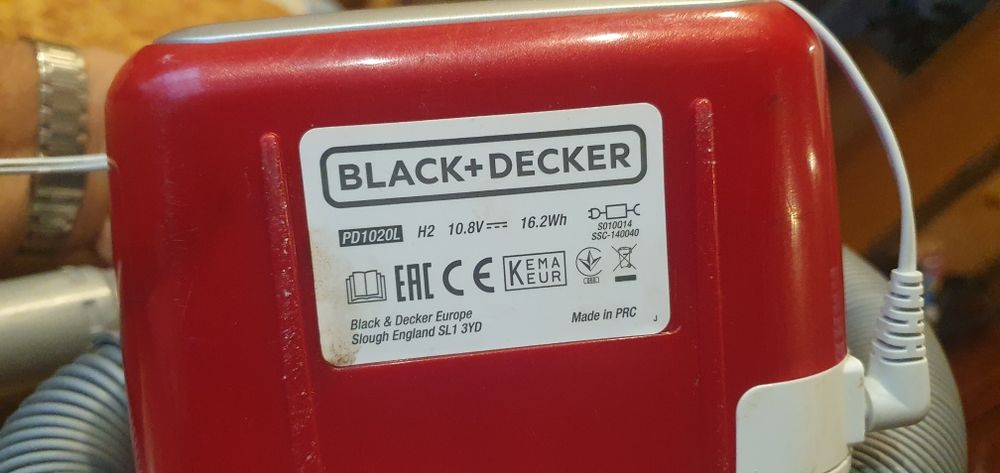 BLACK+DECKER
PD1020L H2 10.8V 16.2Wh
S010Q14
SSC-140040
EAC CE KEMA KEUR
Black & Decker Europe
Slough England SL1 3YD
Made in PRC J